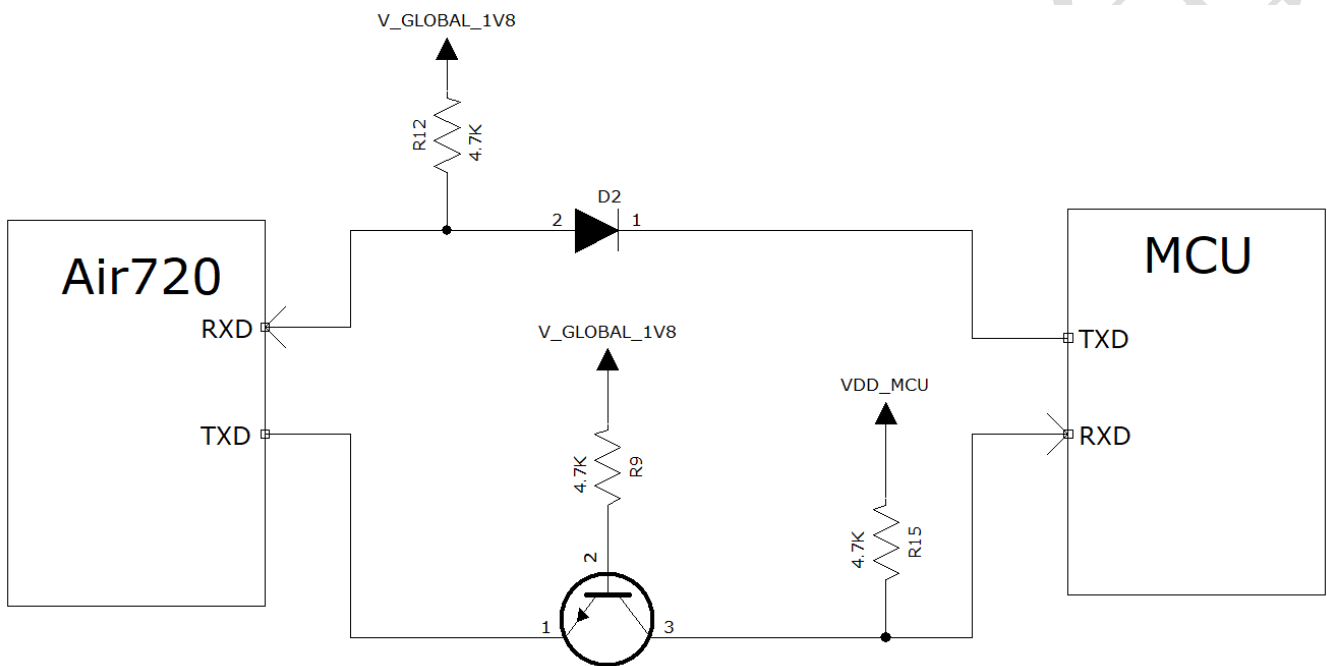 V_GLOBAL_1V8
R12
4.7K
D2
2
1
Air720
MCU
RXD
TXD
V_GLOBAL_1V8
VDD_MCU
TXD
RXD
4.7K
R9
4.7K
R15
2
1
3